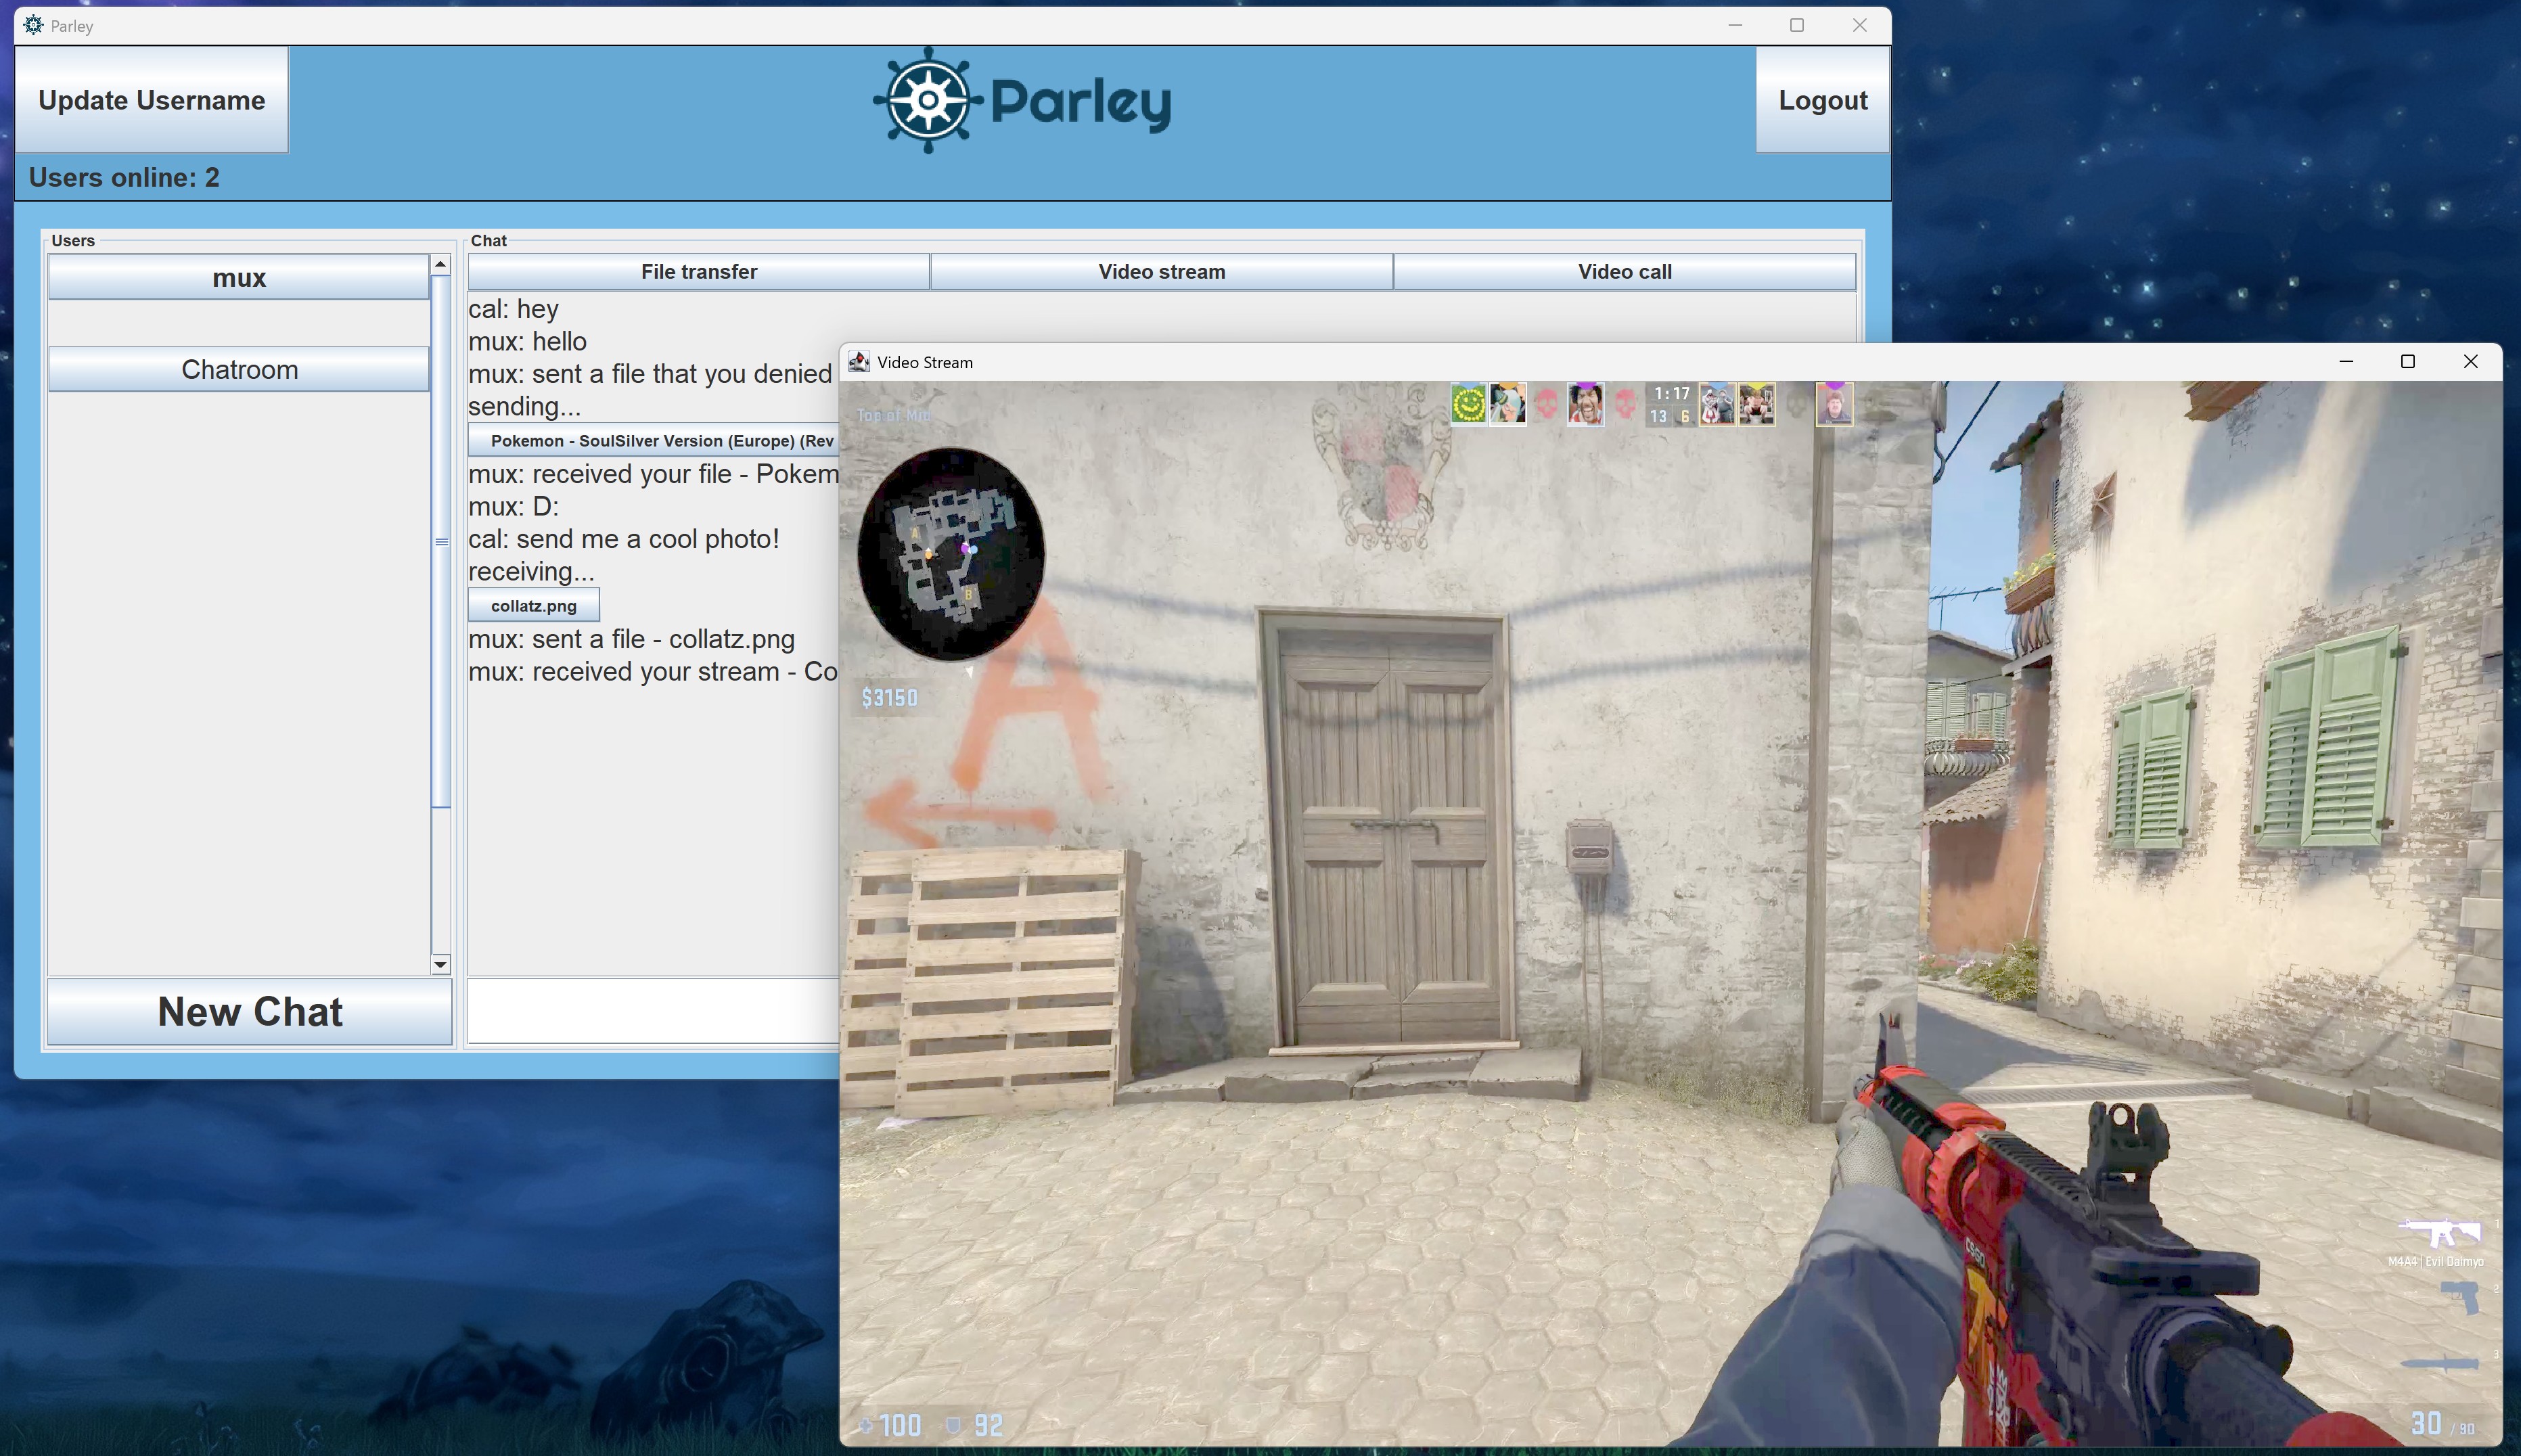 Parley
Update Username
Parley
Logout
Users online: 2
Users
mux
Chatroom
New Chat
Chat
File transfer
Video stream
Video call
cal: hey
mux: hello
mux: sent a file that you denied
sending...
Pokemon - SoulSilver Version (Europe) (Rev
mux: received your file - Pokem
mux: D:
cal: send me a cool photo!
receiving...
collatz.png
mux: sent a file - collatz.png
mux: received your stream - Co
Video Stream
Top of Mid
1:17
13 6
A
B
$3150
A
CSGO
1
M4A4 | Evil Daimyo
2
3
100 92
30 / 90